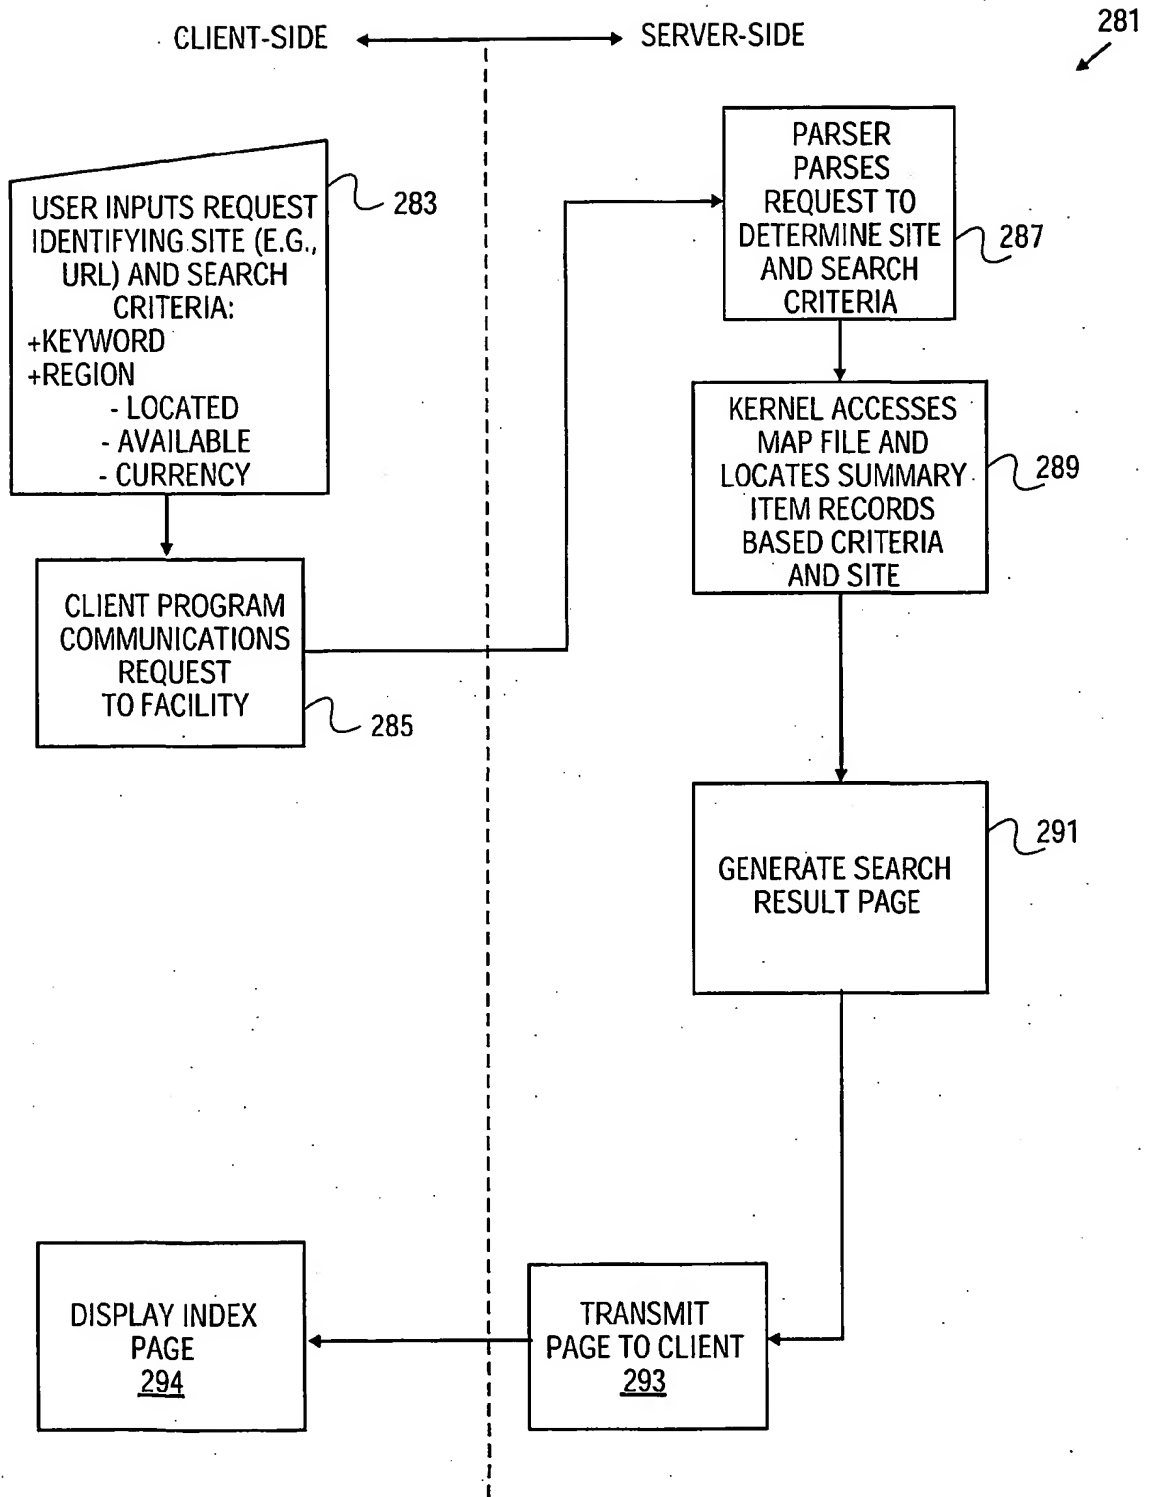 CLIENT-SIDE
SERVER-SIDE
281
USER INPUTS REQUEST
IDENTIFYING SITE (E.G.,
URL) AND SEARCH
CRITERIA:
+KEYWORD
+REGION
- LOCATED
- AVAILABLE
- CURRENCY
283
CLIENT PROGRAM
COMMUNICATIONS
REQUEST
TO FACILITY
285
PARSER
PARSES
REQUEST TO
DETERMINE SITE
AND SEARCH
CRITERIA
287
KERNEL ACCESSES
MAP FILE AND
LOCATES SUMMARY
ITEM RECORDS
BASED CRITERIA
AND SITE
289
GENERATE SEARCH
RESULT PAGE
291
TRANSMIT
PAGE TO CLIENT
293
DISPLAY INDEX
PAGE
294